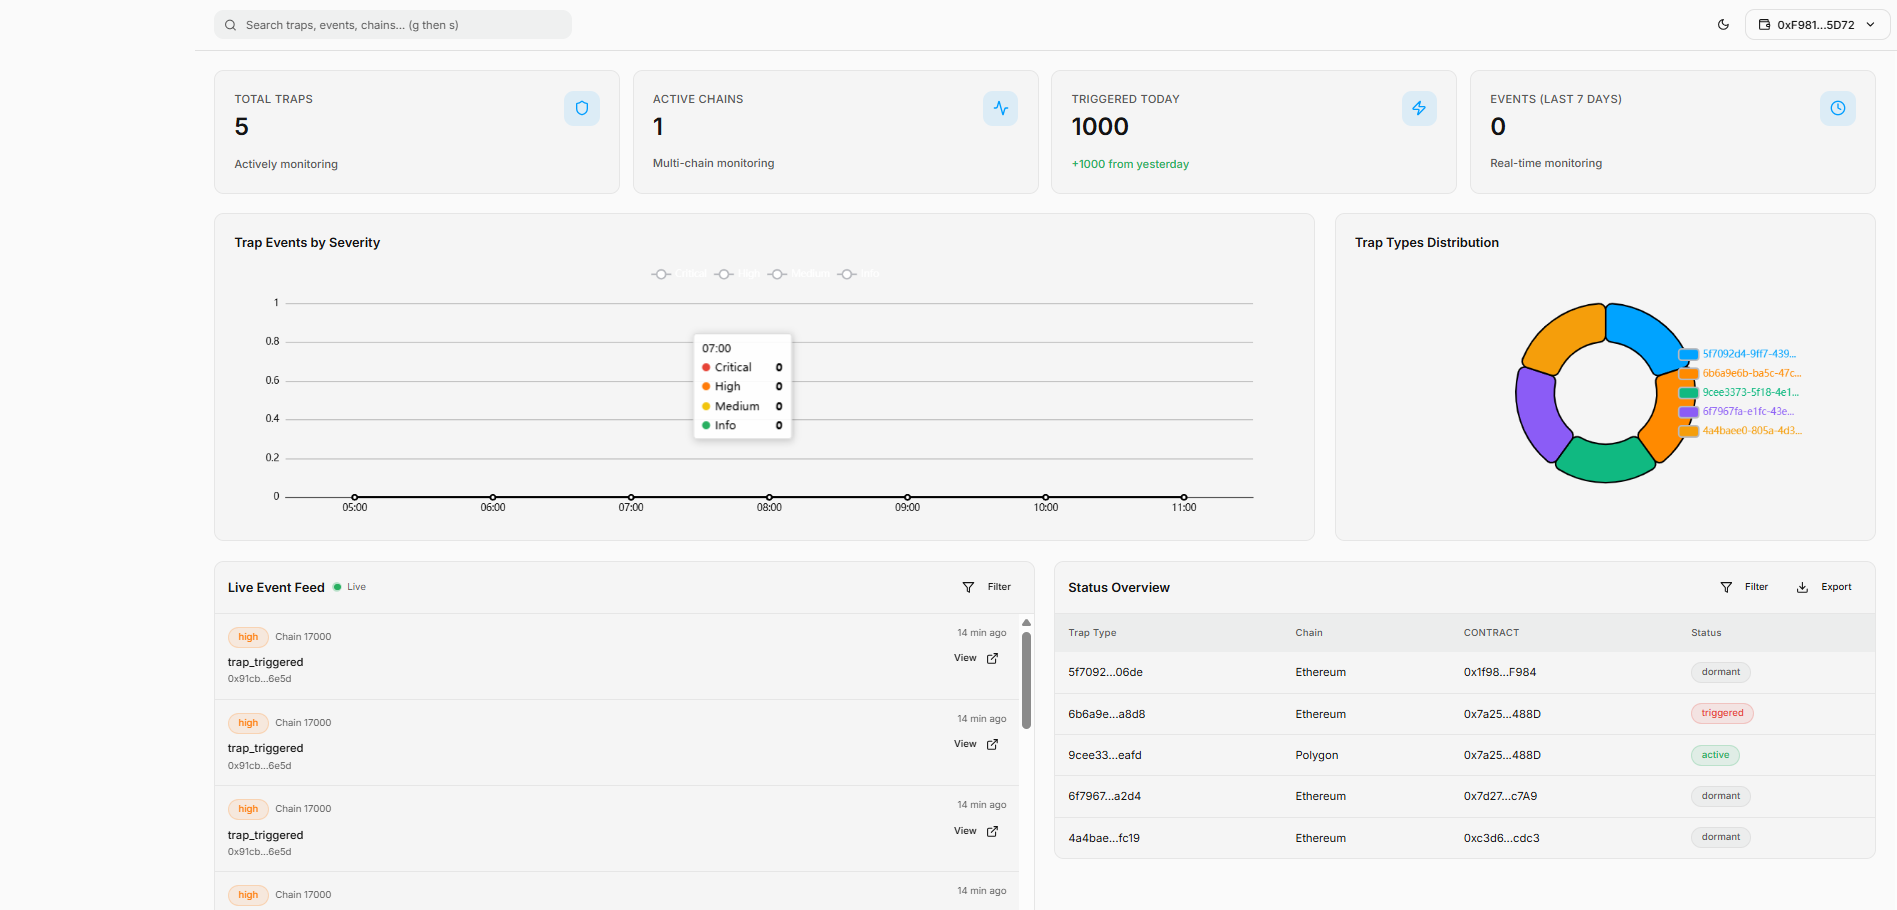 Search traps, events, chains... (g then s)
0xF981...5D72
TOTAL TRAPS
5
Actively monitoring
ACTIVE CHAINS
1
Multi-chain monitoring
TRIGGERED TODAY
1000
+1000 from yesterday
EVENTS (LAST 7 DAYS)
0
Real-time monitoring
Trap Events by Severity
Critical High Medium Info
1
0.8
0.6
0.4
0.2
0
07:00
Critical 0
High 0
Medium 0
Info 0
05:00 06:00 07:00 08:00 09:00 10:00 11:00
Trap Types Distribution
5f7092d4-9ff7-439...
6b6a9e6b-ba5c-47c...
9cee3373-5f18-4e1...
6f7967fa-e1fc-43e...
4a4baee0-805a-4d3...
Live Event Feed Live Filter
high Chain 17000 14 min ago
trap_triggered View
0x91cb...6e5d
high Chain 17000 14 min ago
trap_triggered View
0x91cb...6e5d
high Chain 17000 14 min ago
trap_triggered View
0x91cb...6e5d
high Chain 17000 14 min ago
Status Overview Filter Export
Trap Type Chain CONTRACT Status
5f7092...06de Ethereum 0x1f98...F984 dormant
6b6a9e...a8d8 Ethereum 0x7a25...488D triggered
9cee33...eafd Polygon 0x7a25...488D active
6f7967...a2d4 Ethereum 0x7d27...c7A9 dormant
4a4bae...fc19 Ethereum 0xc3d6...cdc3 dormant